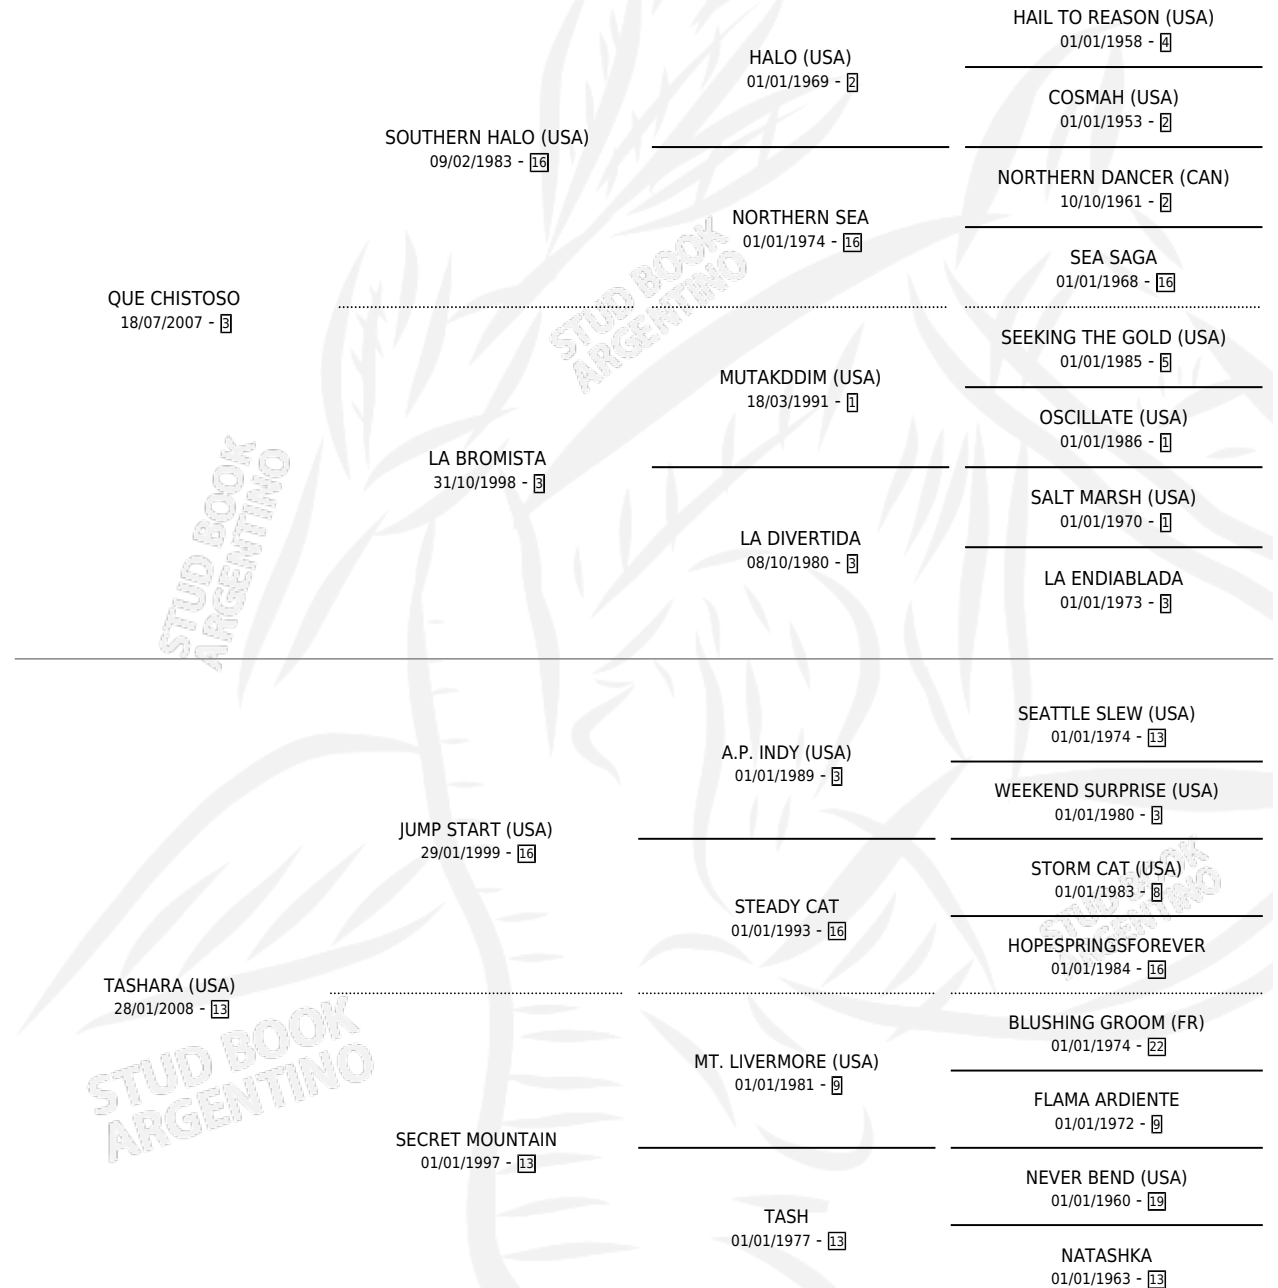 HAIL TO REASON (USA)
01/01/1958 - 4
HALO (USA)
01/01/1969 - 2
COSMAH (USA)
01/01/1953 - 2
SOUTHERN HALO (USA)
09/02/1983 - 16
NORTHERN DANCER (CAN)
10/10/1961 - 2
NORTHERN SEA
01/01/1974 - 16
SEA SAGA
01/01/1968 - 16
QUE CHISTOSO
18/07/2007 - 3
STUD BOOK
ARGENTINO
SEEKING THE GOLD (USA)
01/01/1985 - 5
MUTAKDDIM (USA)
18/03/1991 - 1
OSCILLATE (USA)
01/01/1986 - 1
LA BROMISTA
31/10/1998 - 3
SALT MARSH (USA)
01/01/1970 - 1
LA DIVERTIDA
08/10/1980 - 3
LA ENDIABLADA
01/01/1973 - 3
STUD BOOK
ARGENTINO
SEATTLE SLEW (USA)
01/01/1974 - 13
A.P. INDY (USA)
01/01/1989 - 3
WEEKEND SURPRISE (USA)
01/01/1980 - 3
JUMP START (USA)
29/01/1999 - 16
STORM CAT (USA)
01/01/1983 - 8
STUD BOOK
ARGENTINO
STEADY CAT
01/01/1993 - 16
HOPESPRINGSFOREVER
01/01/1984 - 16
TASHARA (USA)
28/01/2008 - 13
STUD BOOK
ARGENTINO
BLUSHING GROOM (FR)
01/01/1974 - 22
MT. LIVERMORE (USA)
01/01/1981 - 9
FLAMA ARDIENTE
01/01/1972 - 9
SECRET MOUNTAIN
01/01/1997 - 13
NEVER BEND (USA)
01/01/1960 - 19
TASH
01/01/1977 - 13
NATASHKA
01/01/1963 - 13